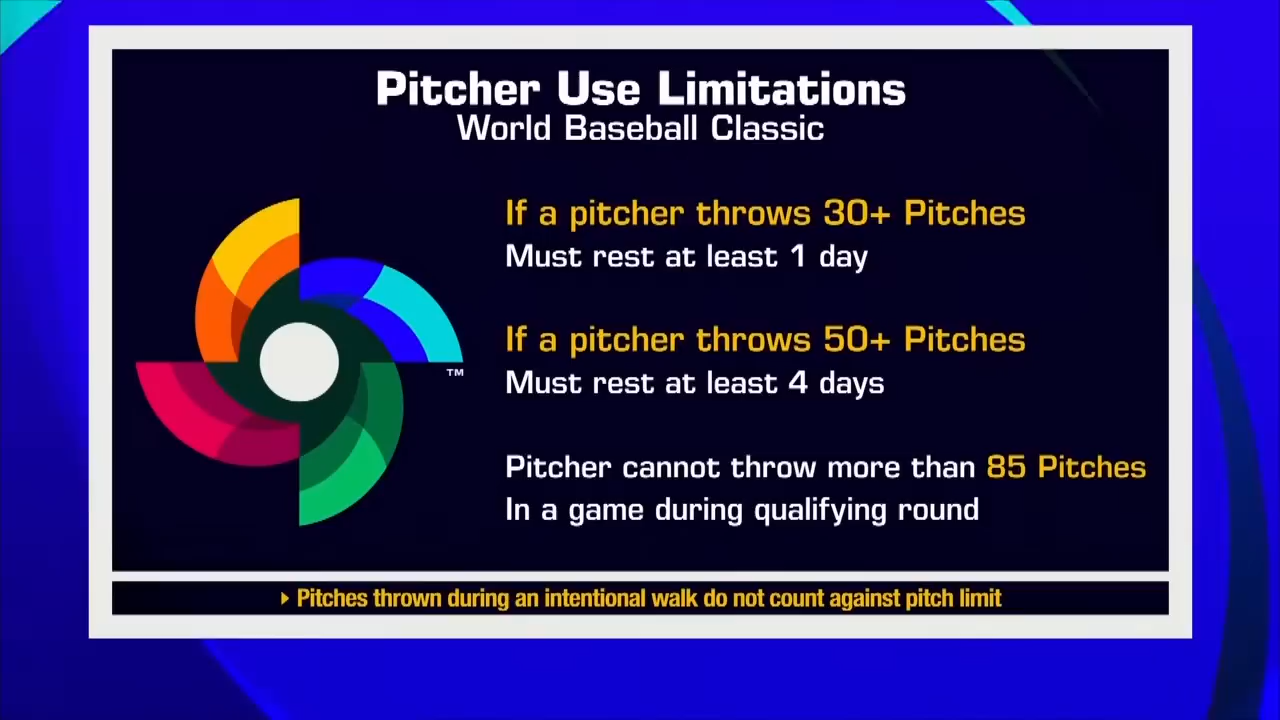 Pitcher Use Limitations
World Baseball Classic
If a pitcher throws 30+ Pitches
Must rest at least 1 day
If a pitcher throws 50+ Pitches
Must rest at least 4 days
Pitcher cannot throw more than 85 Pitches
In a game during qualifying round
TM
Pitches thrown during an intentional walk do not count against pitch limit